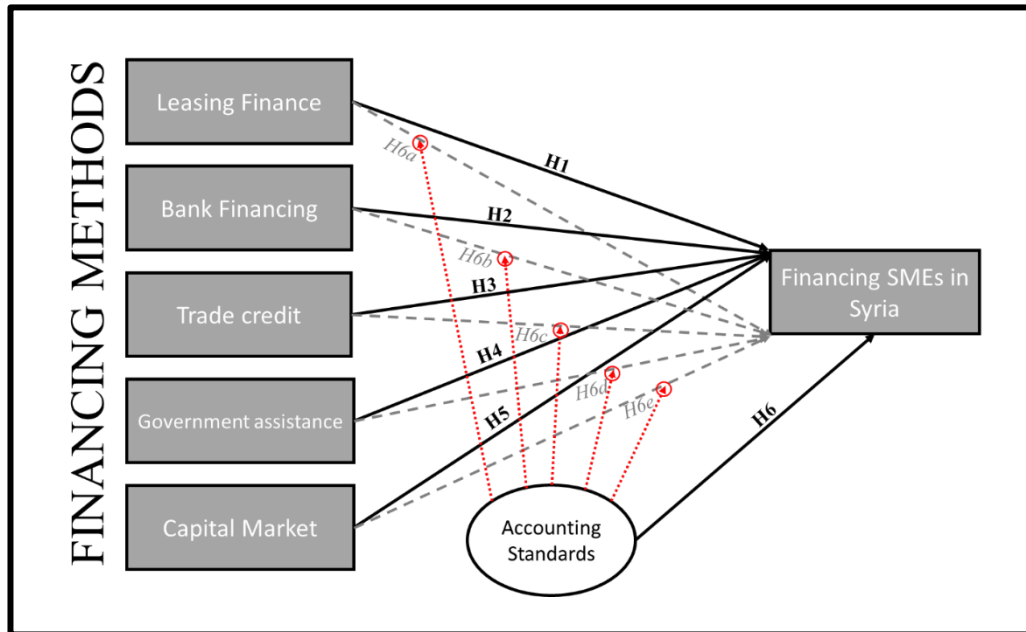 FINANCING METHODS
Leasing Finance
Bank Financing
Trade credit
Government assistance
Capital Market
H1
H2
H3
H4
H5
H6
H6a
H6b
H6c
H6d
H6e
Accounting
Standards
Financing SMEs in
Syria